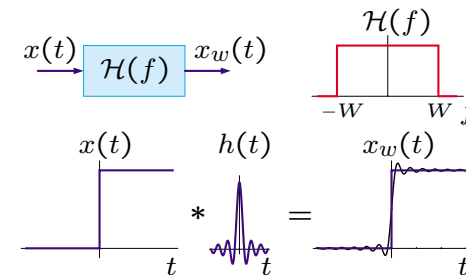 x(t) ℋ(f) x_w(t) ℋ(f)
−W W f
x(t) h(t) x_w(t)
* =
t t t